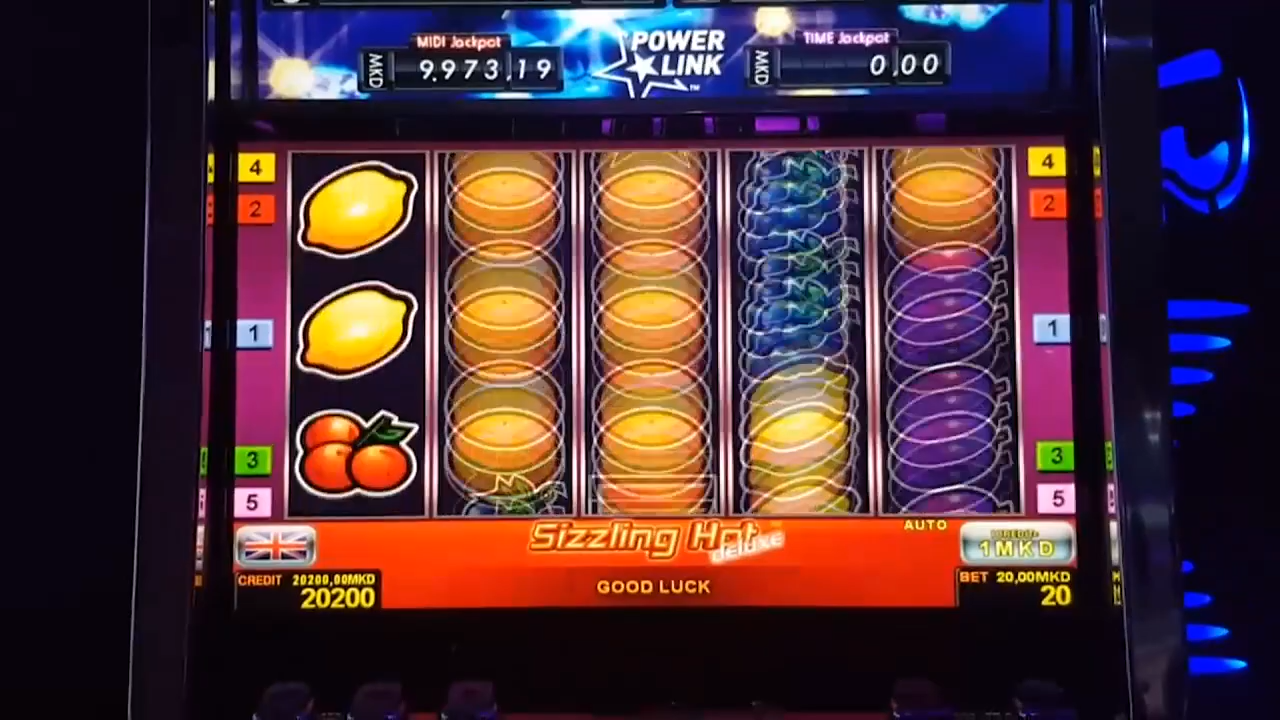 MIDI Jackpot
MKD 9.973,19
POWER
LINK™
TIME Jackpot
MKD 0,00
4
2
1
3
5
4
2
1
3
5
Sizzling Hot
deluxe
AUTO
1 MKD
GOOD LUCK
CREDIT 20200,00MKD
20200
BET 20,00MKD
20